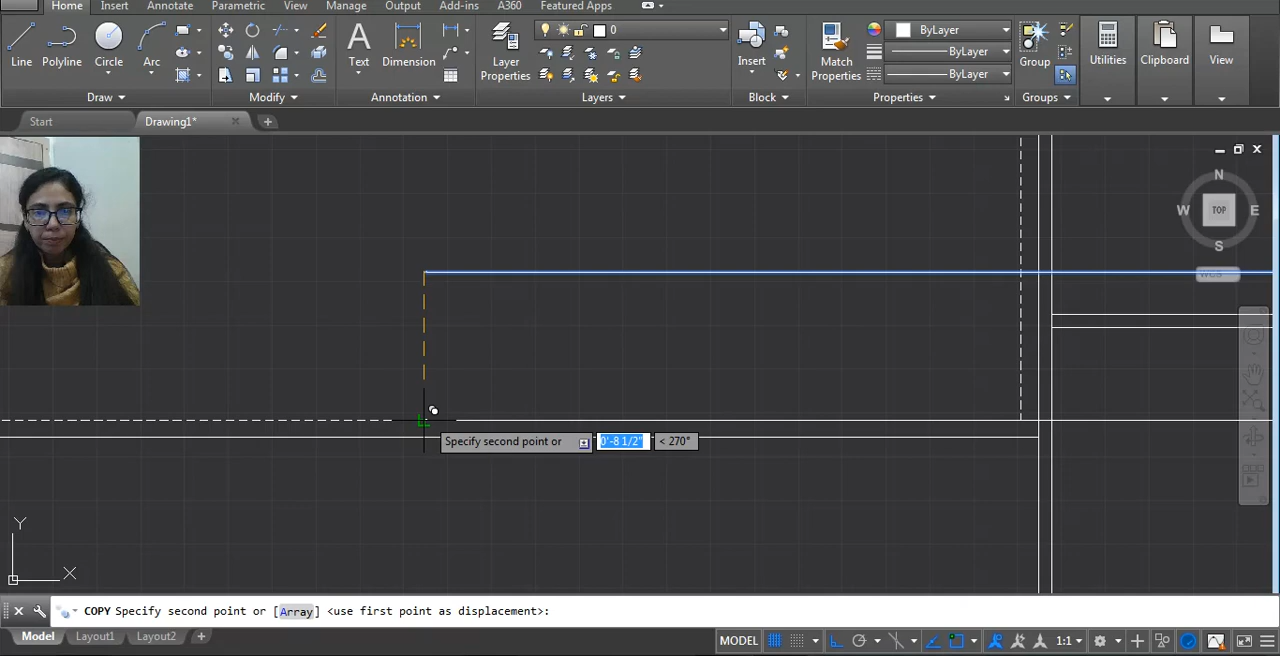 Home Insert Annotate Parametric View Manage Output Add-ins A360 Featured Apps
Line Polyline Circle Arc
Text Dimension
Layer Properties
0
Insert
Match Properties
ByLayer
ByLayer
ByLayer
Group
Utilities
Clipboard
View
Draw Modify Annotation Layers Block Properties Groups
Start Drawing1*
N
W TOP E
S
WCS
Specify second point or 0'-8 1/2" < 270°
Y
X
COPY Specify second point or [Array] <use first point as displacement>:
Model Layout1 Layout2
MODEL 1:1